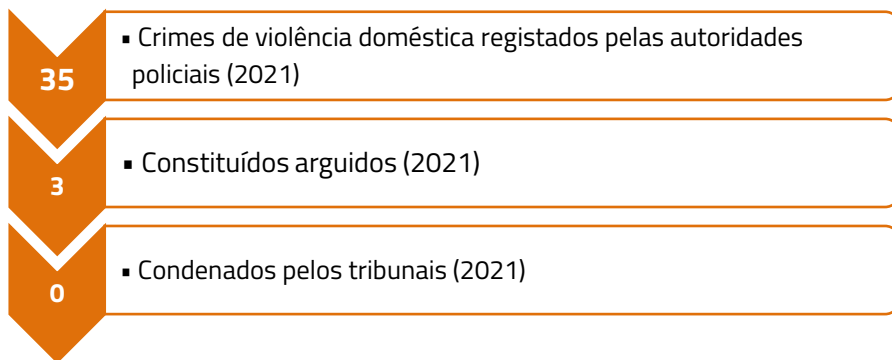 35
▪ Crimes de violência doméstica registados pelas autoridades
policiais (2021)
3
▪ Constituídos arguidos (2021)
0
▪ Condenados pelos tribunais (2021)